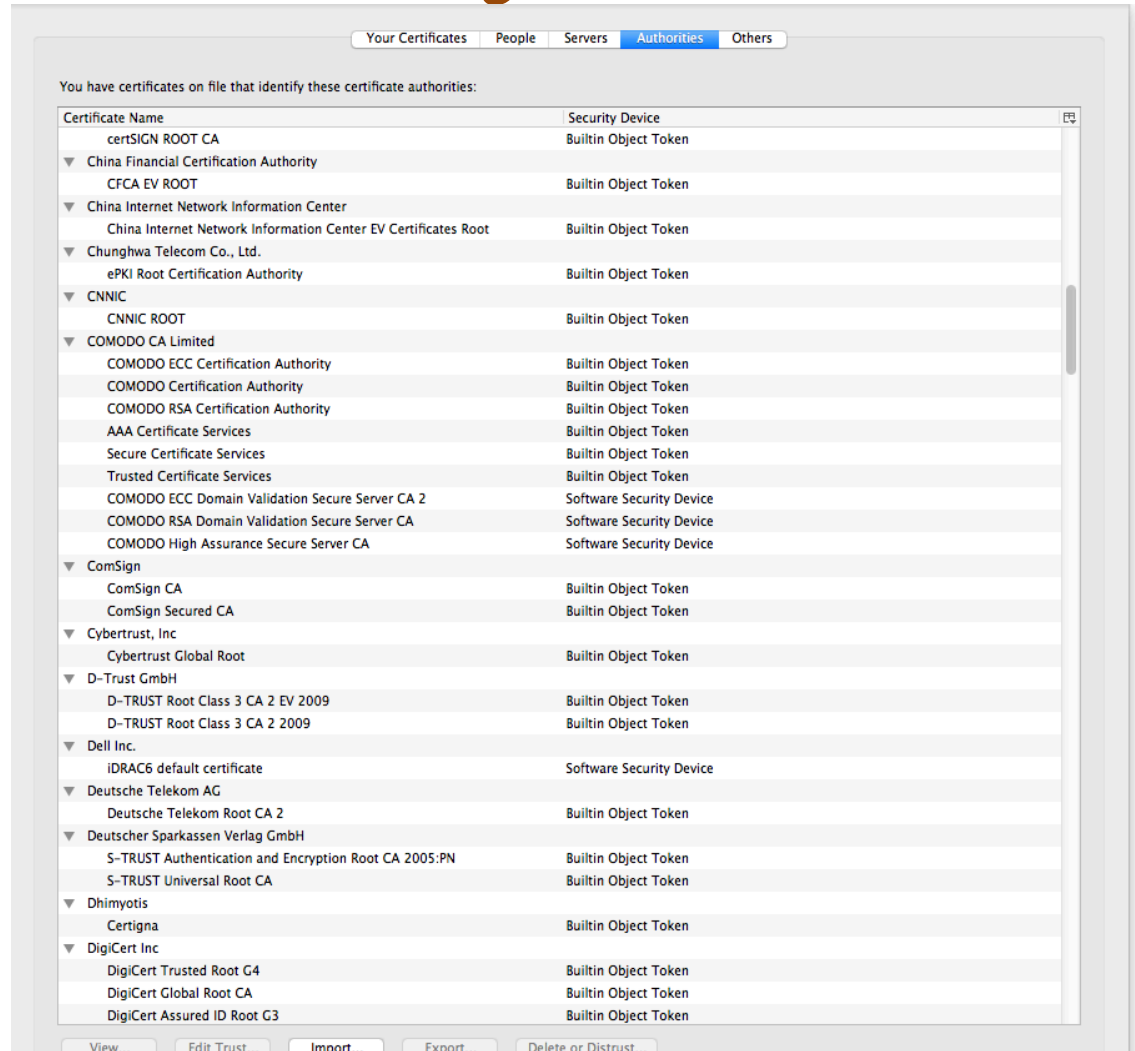 Your Certificates People Servers Authorities Others
You have certificates on file that identify these certificate authorities:
Certificate Name Security Device
certSIGN ROOT CA Builtin Object Token
China Financial Certification Authority
CFCA EV ROOT Builtin Object Token
China Internet Network Information Center
China Internet Network Information Center EV Certificates Root Builtin Object Token
Chunghwa Telecom Co., Ltd.
ePKI Root Certification Authority Builtin Object Token
CNNIC
CNNIC ROOT Builtin Object Token
COMODO CA Limited
COMODO ECC Certification Authority Builtin Object Token
COMODO Certification Authority Builtin Object Token
COMODO RSA Certification Authority Builtin Object Token
AAA Certificate Services Builtin Object Token
Secure Certificate Services Builtin Object Token
Trusted Certificate Services Builtin Object Token
COMODO ECC Domain Validation Secure Server CA 2 Software Security Device
COMODO RSA Domain Validation Secure Server CA Software Security Device
COMODO High Assurance Secure Server CA Software Security Device
ComSign
ComSign CA Builtin Object Token
ComSign Secured CA Builtin Object Token
Cybertrust, Inc
Cybertrust Global Root Builtin Object Token
D-Trust GmbH
D-TRUST Root Class 3 CA 2 EV 2009 Builtin Object Token
D-TRUST Root Class 3 CA 2 2009 Builtin Object Token
Dell Inc.
iDRAC6 default certificate Software Security Device
Deutsche Telekom AG
Deutsche Telekom Root CA 2 Builtin Object Token
Deutscher Sparkassen Verlag GmbH
S-TRUST Authentication and Encryption Root CA 2005:PN Builtin Object Token
S-TRUST Universal Root CA Builtin Object Token
Dhimyotis
Certigna Builtin Object Token
DigiCert Inc
DigiCert Trusted Root G4 Builtin Object Token
DigiCert Global Root CA Builtin Object Token
DigiCert Assured ID Root G3 Builtin Object Token
View... Edit Trust... Import... Export... Delete or Distrust...